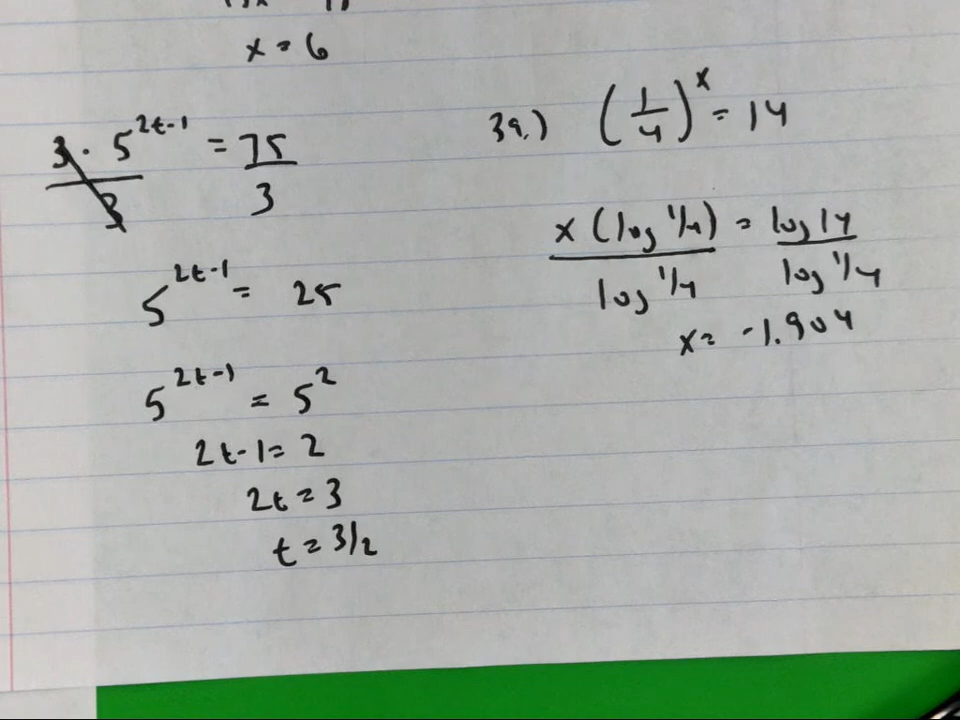 x = 6
3 · 5^(2t-1) = 75
3 3
5^(2t-1) = 25
5^(2t-1) = 5^2
2t-1 = 2
2t = 3
t = 3/2
39.) (1/4)^x = 14
x (log 1/4) = log 14
log 1/4 log 1/4
x = -1.904